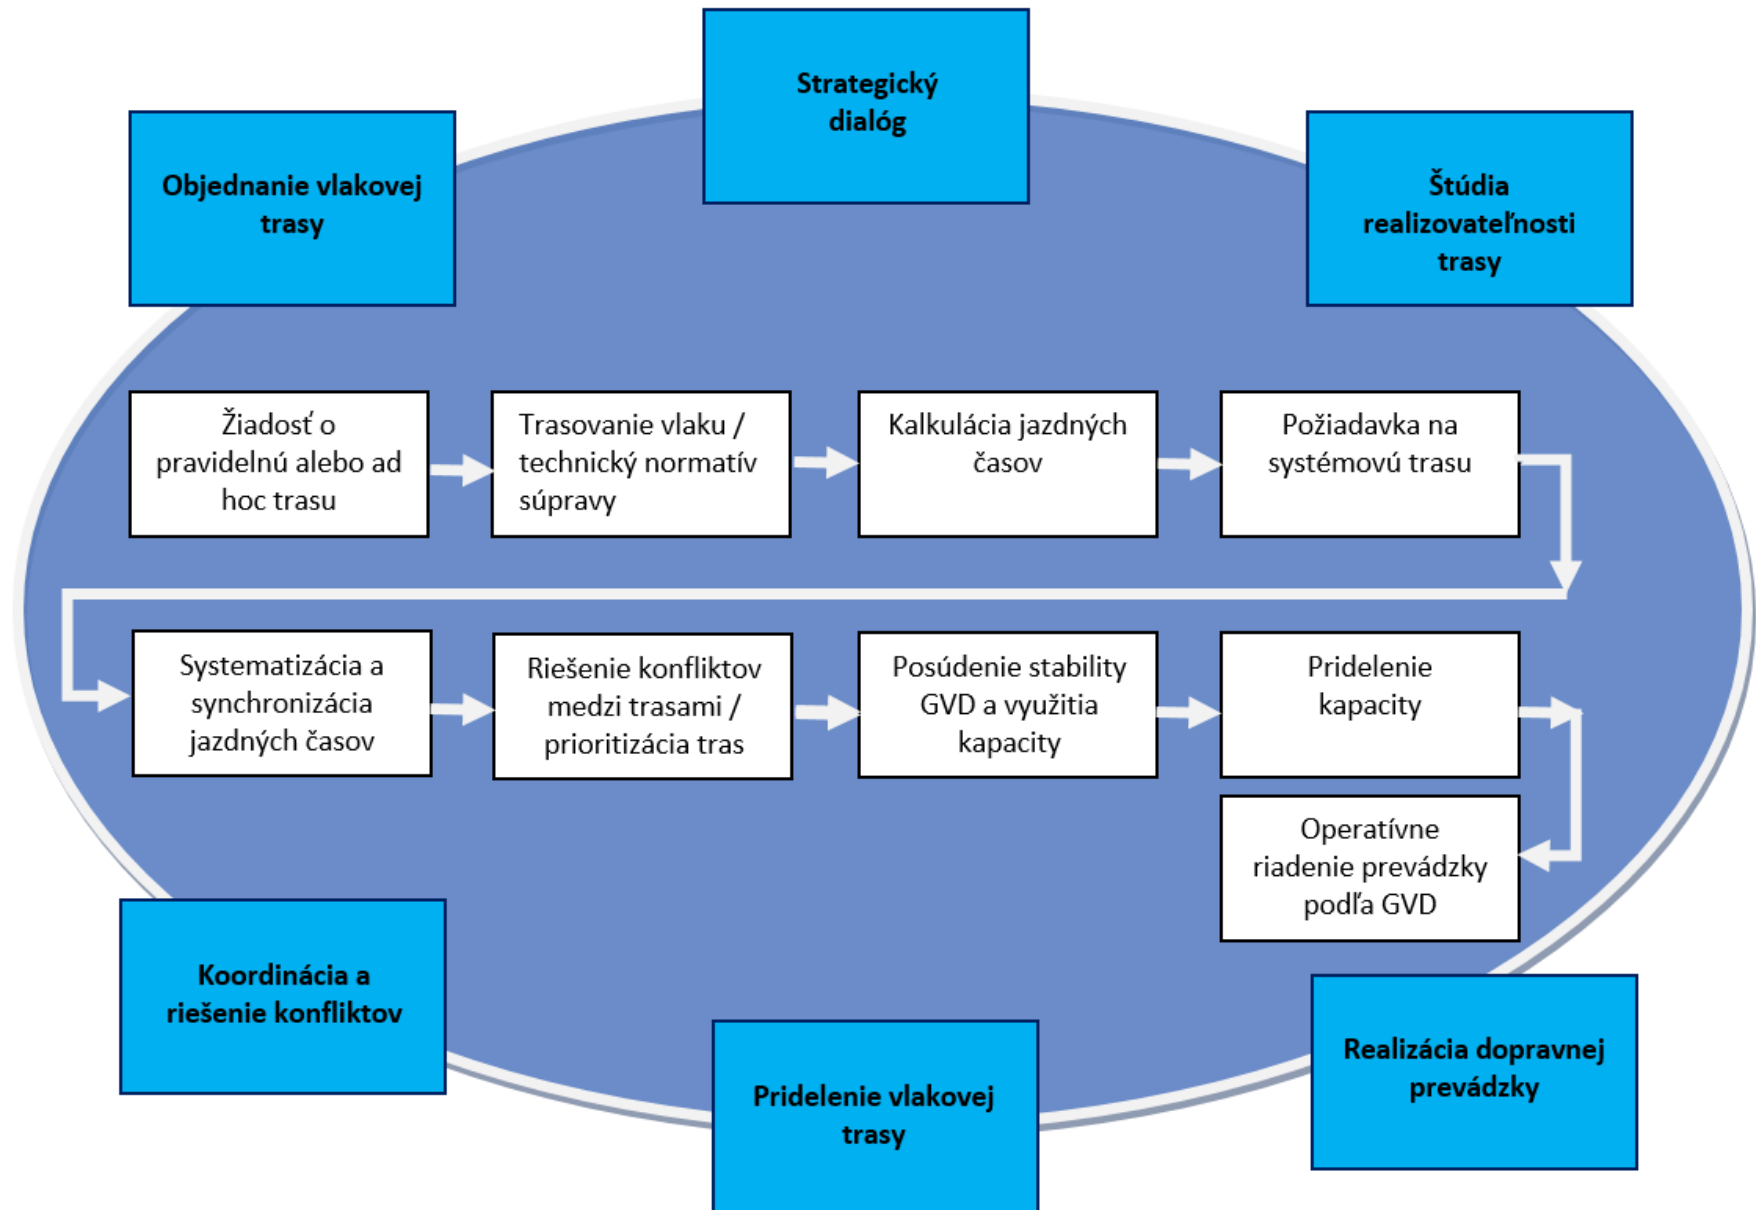 Strategický
dialóg
Objednanie vlakovej
trasy
Štúdia
realizovateľnosti
trasy
Žiadosť o
pravidelnú alebo ad
hoc trasu
Trasovanie vlaku /
technický normatív
súpravy
Kalkulácia jazdných
časov
Požiadavka na
systémovú trasu
Systematizácia a
synchronizácia
jazdných časov
Riešenie konfliktov
medzi trasami /
prioritizácia tras
Posúdenie stability
GVD a využitia
kapacity
Pridelenie
kapacity
Operatívne
riadenie prevádzky
podľa GVD
Koordinácia a
riešenie konfliktov
Pridelenie vlakovej
trasy
Realizácia dopravnej
prevádzky